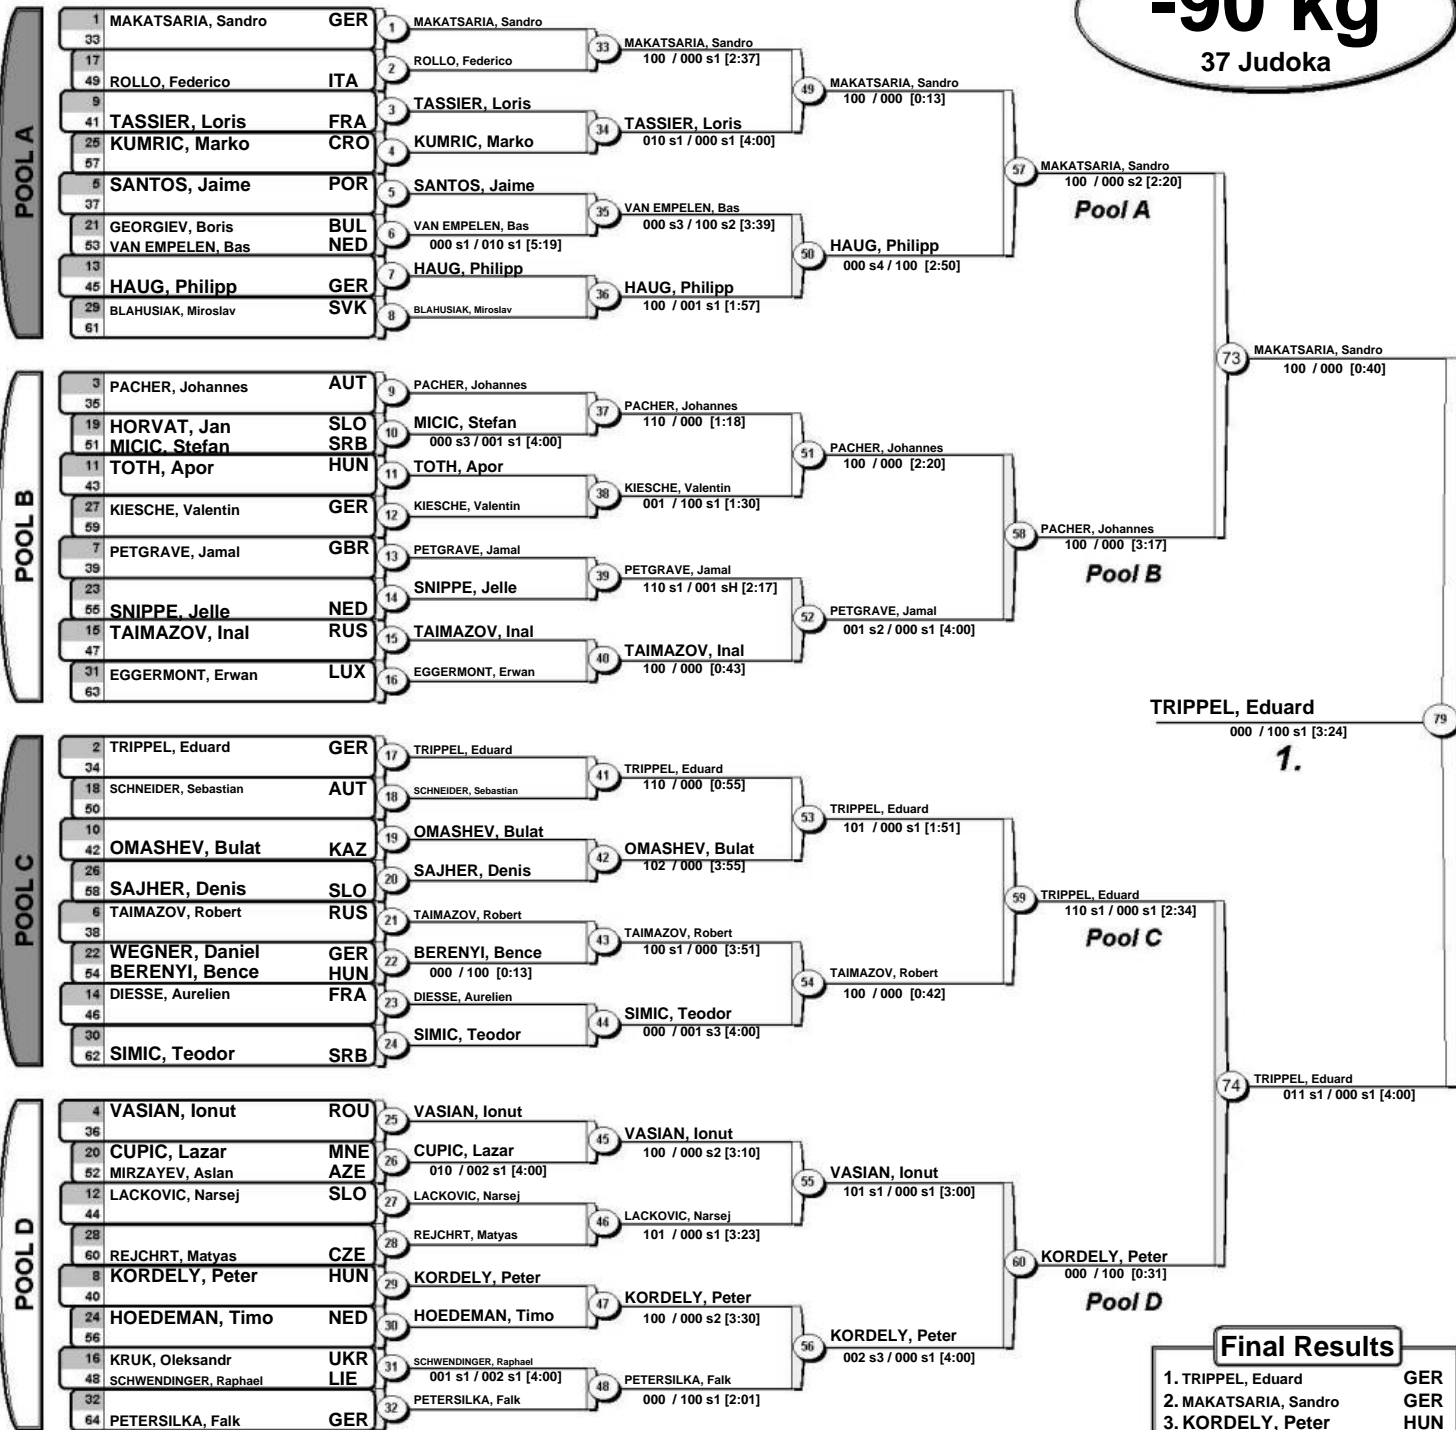 -90 kg
37 Judoka
POOL A
1 MAKATSARIA, Sandro GER
33
17
49 ROLLO, Federico ITA
9
41 TASSIER, Loris FRA
25 KUMRIC, Marko CRO
57
5 SANTOS, Jaime POR
37
21 GEORGIEV, Boris BUL
53 VAN EMPELEN, Bas NED
13
45 HAUG, Philipp GER
29 BLAHUSIAK, Miroslav SVK
61
1 MAKATSARIA, Sandro
2 ROLLO, Federico
3 TASSIER, Loris
4 KUMRIC, Marko
5 SANTOS, Jaime
6 VAN EMPELEN, Bas
000 s1 / 010 s1 [5:19]
7 HAUG, Philipp
8 BLAHUSIAK, Miroslav
33 MAKATSARIA, Sandro
100 / 000 s1 [2:37]
34 TASSIER, Loris
010 s1 / 000 s1 [4:00]
35 VAN EMPELEN, Bas
000 s3 / 100 s2 [3:39]
36 HAUG, Philipp
100 / 001 s1 [1:57]
49 MAKATSARIA, Sandro
100 / 000 [0:13]
50 HAUG, Philipp
000 s4 / 100 [2:50]
57 MAKATSARIA, Sandro
100 / 000 s2 [2:20]
Pool A
POOL B
3 PACHER, Johannes AUT
35
19 HORVAT, Jan SLO
51 MICIC, Stefan SRB
11 TOTH, Apor HUN
43
27 KIESCHE, Valentin GER
59
7 PETGRAVE, Jamal GBR
39
23
55 SNIPPE, Jelle NED
15 TAIMAZOV, Inal RUS
47
31 EGGERMONT, Erwan LUX
63
9 PACHER, Johannes
10 MICIC, Stefan
000 s3 / 001 s1 [4:00]
11 TOTH, Apor
12 KIESCHE, Valentin
13 PETGRAVE, Jamal
14 SNIPPE, Jelle
15 TAIMAZOV, Inal
16 EGGERMONT, Erwan
37 PACHER, Johannes
110 / 000 [1:18]
38 KIESCHE, Valentin
001 / 100 s1 [1:30]
39 PETGRAVE, Jamal
110 s1 / 001 sH [2:17]
40 TAIMAZOV, Inal
100 / 000 [0:43]
51 PACHER, Johannes
100 / 000 [2:20]
52 PETGRAVE, Jamal
001 s2 / 000 s1 [4:00]
58 PACHER, Johannes
100 / 000 [3:17]
Pool B
73 MAKATSARIA, Sandro
100 / 000 [0:40]
TRIPPEL, Eduard 79
000 / 100 s1 [3:24]
1.
POOL C
2 TRIPPEL, Eduard GER
34
18 SCHNEIDER, Sebastian AUT
50
10
42 OMASHEV, Bulat KAZ
26
58 SAJHER, Denis SLO
6 TAIMAZOV, Robert RUS
38
22 WEGNER, Daniel GER
54 BERENYI, Bence HUN
14 DIESSE, Aurelien FRA
46
30
62 SIMIC, Teodor SRB
17 TRIPPEL, Eduard
18 SCHNEIDER, Sebastian
19 OMASHEV, Bulat
20 SAJHER, Denis
21 TAIMAZOV, Robert
22 BERENYI, Bence
000 / 100 [0:13]
23 DIESSE, Aurelien
24 SIMIC, Teodor
41 TRIPPEL, Eduard
110 / 000 [0:55]
42 OMASHEV, Bulat
102 / 000 [3:55]
43 TAIMAZOV, Robert
100 s1 / 000 [3:51]
44 SIMIC, Teodor
000 / 001 s3 [4:00]
53 TRIPPEL, Eduard
101 / 000 s1 [1:51]
54 TAIMAZOV, Robert
100 / 000 [0:42]
59 TRIPPEL, Eduard
110 s1 / 000 s1 [2:34]
Pool C
POOL D
4 VASIAN, Ionut ROU
36
20 CUPIC, Lazar MNE
52 MIRZAYEV, Aslan AZE
12 LACKOVIC, Narsej SLO
44
28
60 REJCHRT, Matyas CZE
8 KORDELY, Peter HUN
40
24 HOEDEMAN, Timo NED
56
16 KRUK, Oleksandr UKR
48 SCHWENDINGER, Raphael LIE
32
64 PETERSILKA, Falk GER
25 VASIAN, Ionut
26 CUPIC, Lazar
010 / 002 s1 [4:00]
27 LACKOVIC, Narsej
28 REJCHRT, Matyas
29 KORDELY, Peter
30 HOEDEMAN, Timo
31 SCHWENDINGER, Raphael
001 s1 / 002 s1 [4:00]
32 PETERSILKA, Falk
45 VASIAN, Ionut
100 / 000 s2 [3:10]
46 LACKOVIC, Narsej
101 / 000 s1 [3:23]
47 KORDELY, Peter
100 / 000 s2 [3:30]
48 PETERSILKA, Falk
000 / 100 s1 [2:01]
55 VASIAN, Ionut
101 s1 / 000 s1 [3:00]
56 KORDELY, Peter
002 s3 / 000 s1 [4:00]
60 KORDELY, Peter
000 / 100 [0:31]
Pool D
74 TRIPPEL, Eduard
011 s1 / 000 s1 [4:00]
Final Results
1. TRIPPEL, Eduard GER
2. MAKATSARIA, Sandro GER
3. KORDELY, Peter HUN